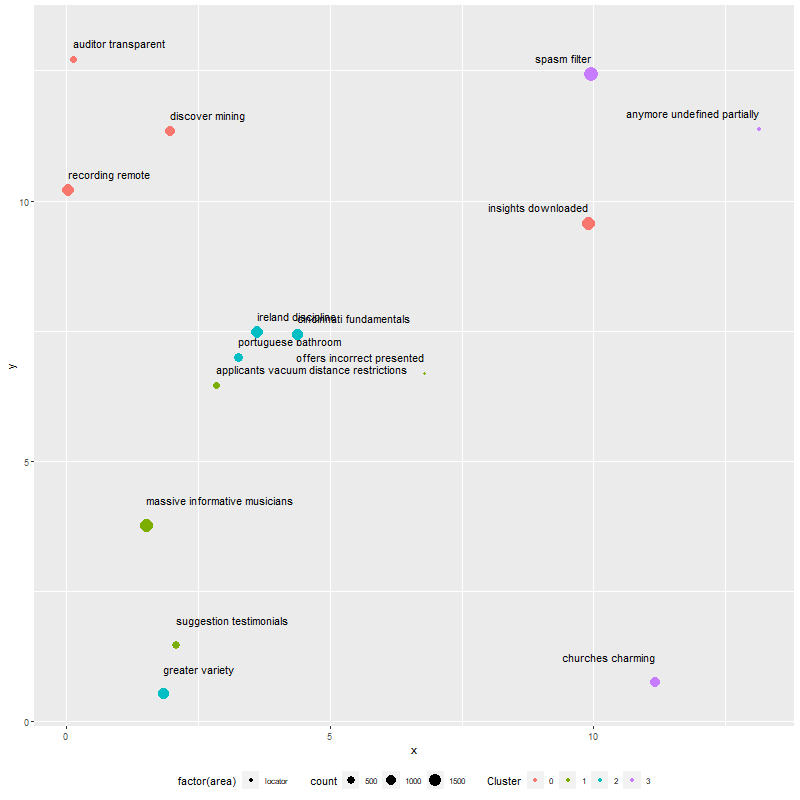 auditor transparent
spasm filter
discover mining
anymore undefined partially
recording remote
insights downloaded
10
ireland discipline
cincinnati fundamentals
portuguese bathroom
offers incorrect presented
applicants vacuum distance restrictions
y
5
massive informative musicians
suggestion testimonials
churches charming
greater variety
0
0 5 10
x
factor(area) locator count 500 1000 1500 Cluster 0 1 2 3